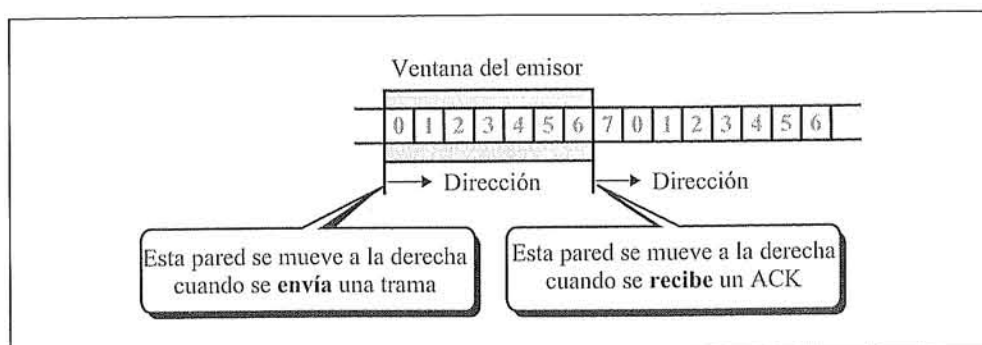 Ventana del emisor
0 1 2 3 4 5 6 7 0 1 2 3 4 5 6
Dirección
Dirección
Esta pared se mueve a la derecha
cuando se envía una trama
Esta pared se mueve a la derecha
cuando se recibe un ACK